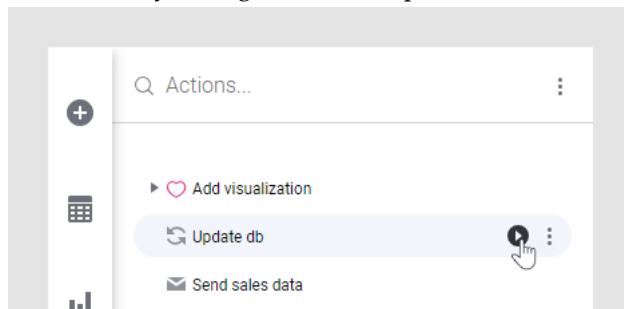 Actions...
Add visualization
Update db
Send sales data